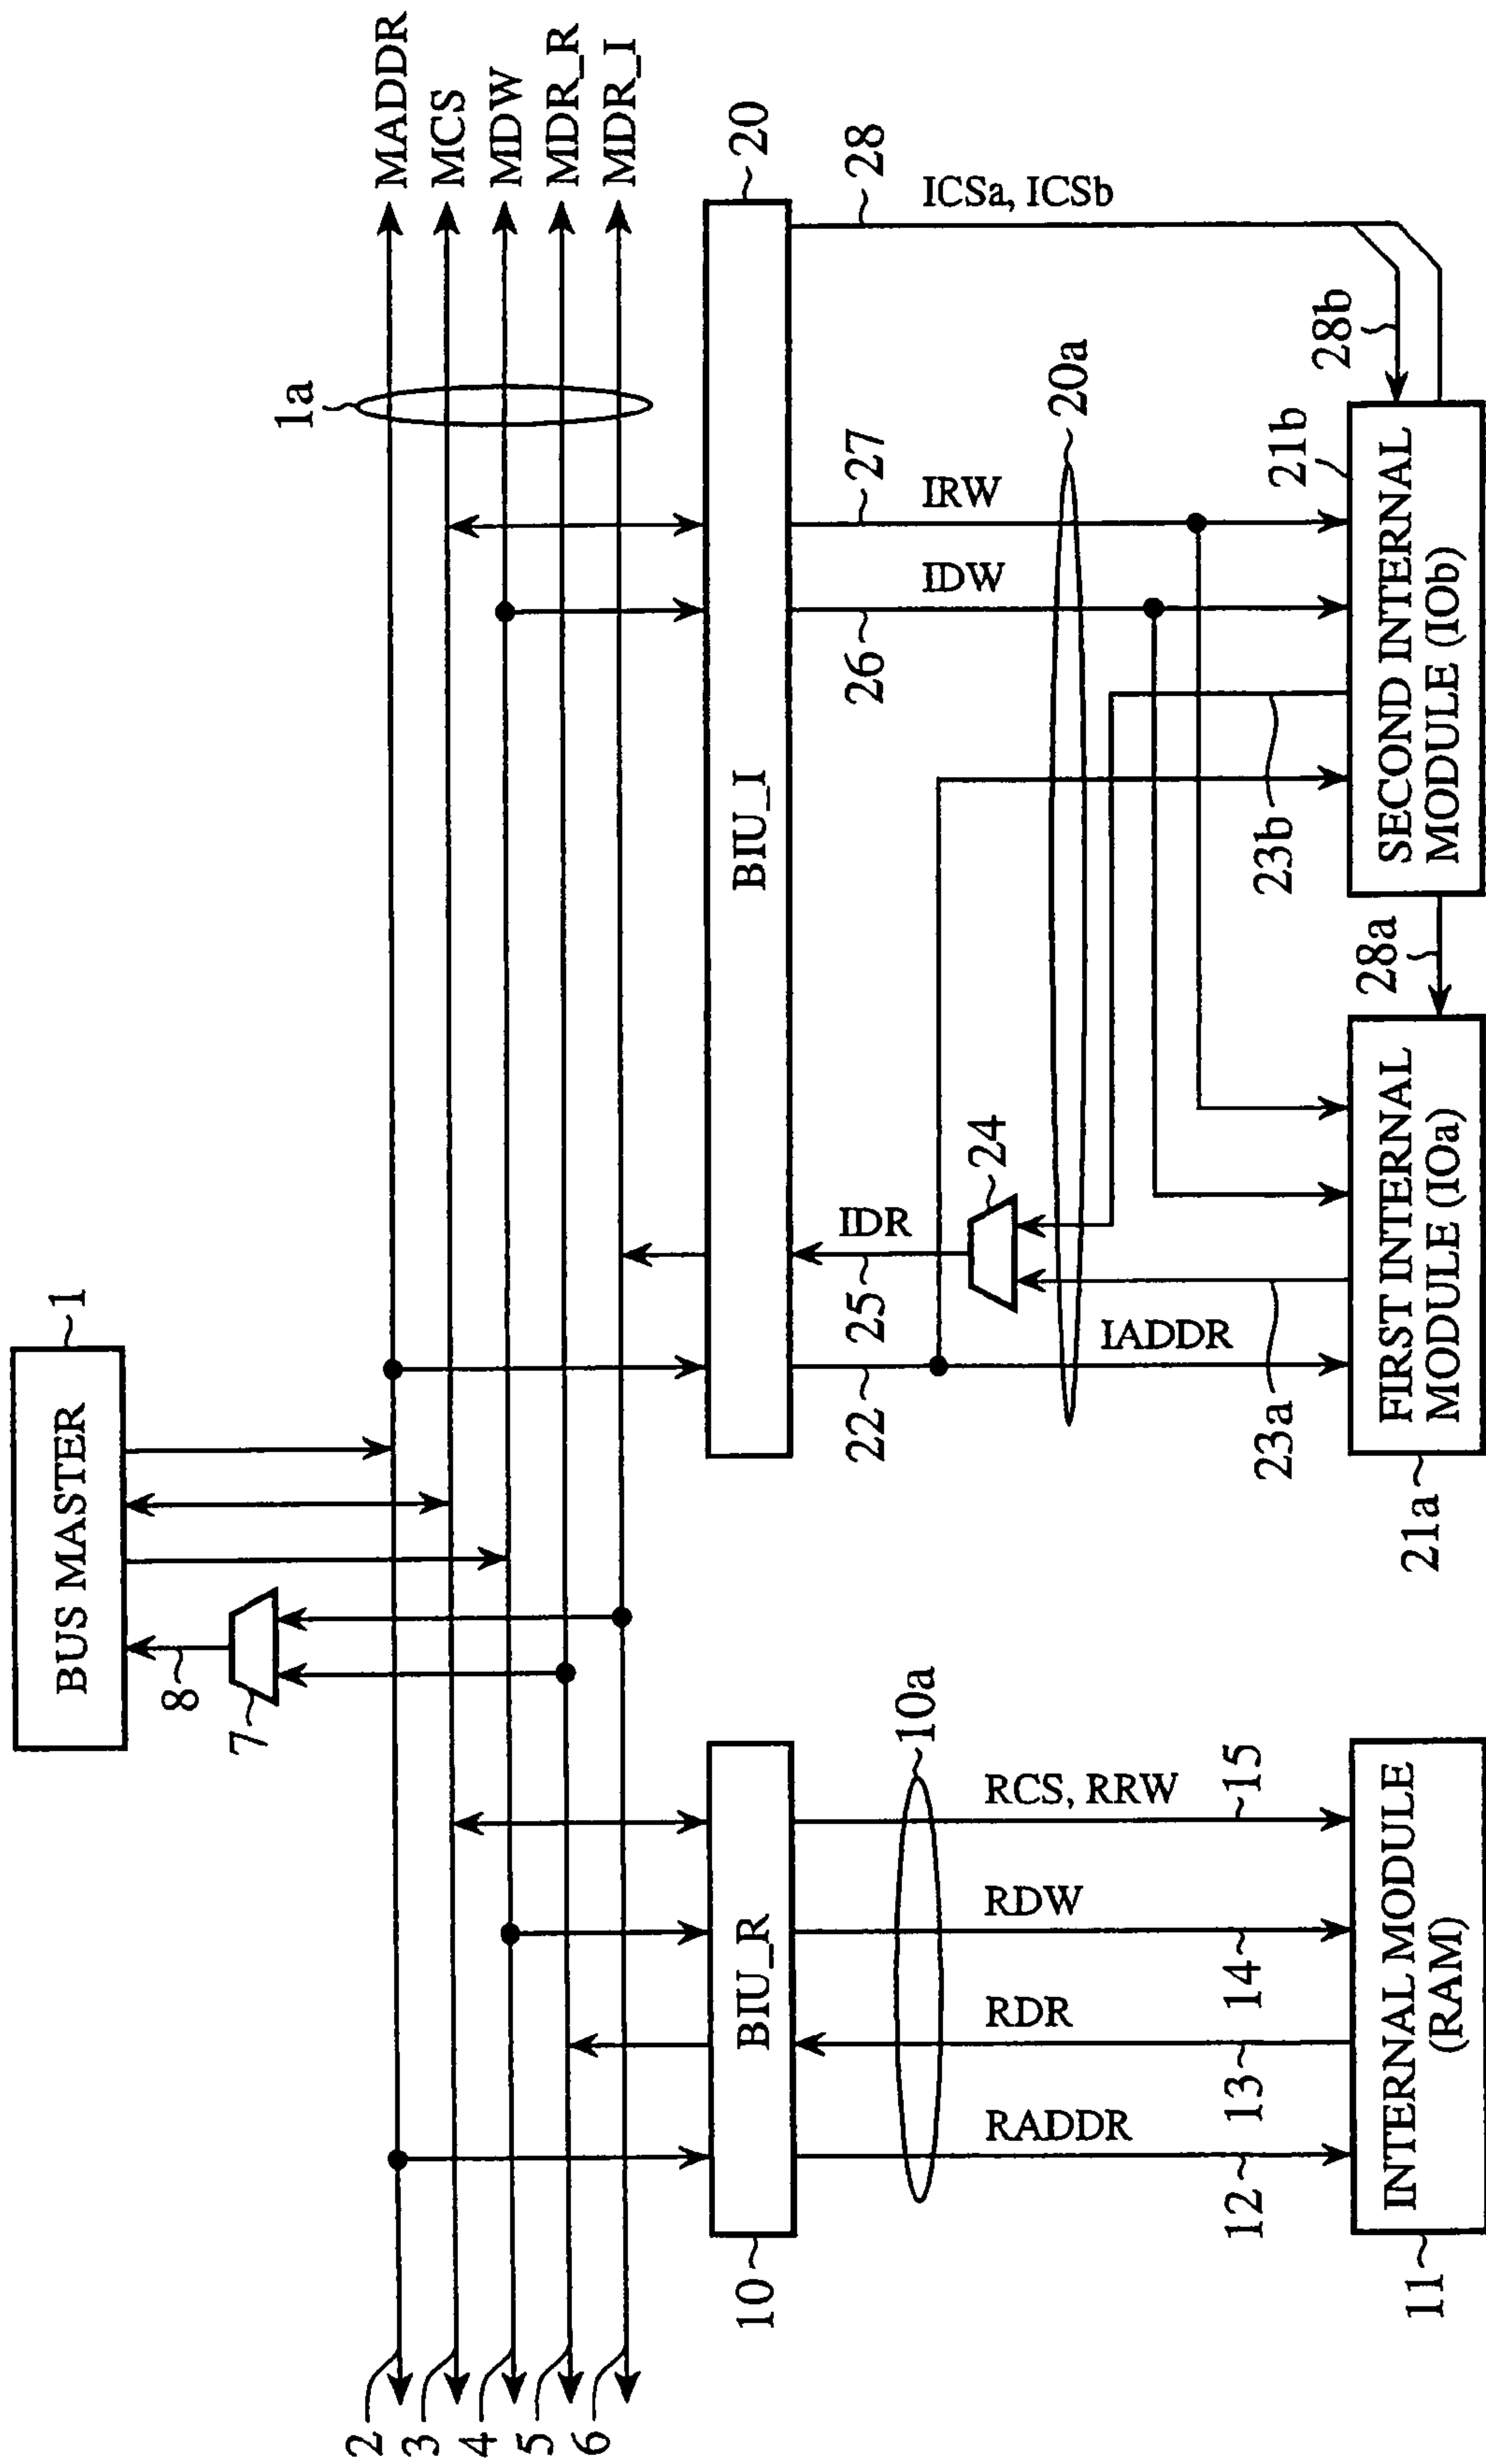 BUS MASTER
1
8
7
1a
MADDR
MCS
MDW
MDR_R
MDR_I
2
3
4
5
6
10
BIU_R
BIU_I
20
10a
RADDR
RDR
RDW
RCS, RRW
12
13
14
15
INTERNAL MODULE
(RAM)
11
22
25
IDR
24
IADDR
26
IDW
27
IRW
28
ICSa, ICSb
20a
23a
23b
21a
FIRST INTERNAL
MODULE (IOa)
28a
SECOND INTERNAL
MODULE (IOb)
21b
28b